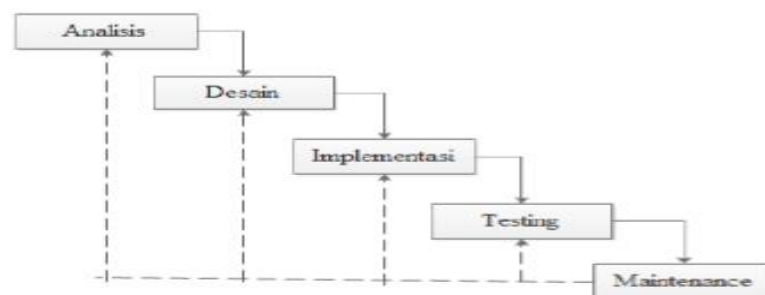 Analisis
Desain
Implementasi
Testing
Maintenance